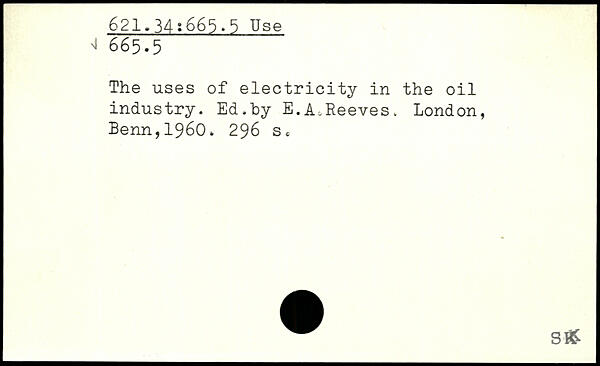 621.34:665.5 Use
√ 665.5
The uses of electricity in the oil
industry. Ed.by E.A.Reeves. London,
Benn,1960. 296 s.
SK